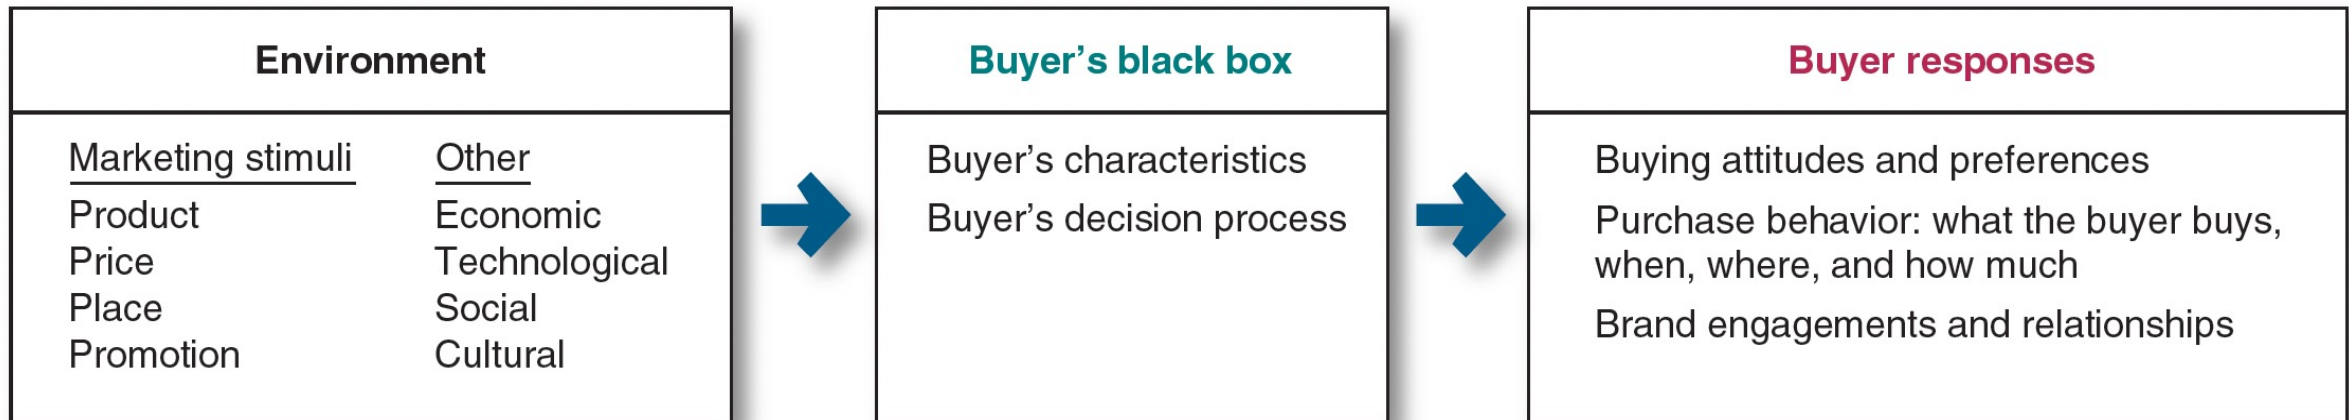 Environment
Marketing stimuli
Product
Price
Place
Promotion
Other
Economic
Technological
Social
Cultural
Buyer’s black box
Buyer’s characteristics
Buyer’s decision process
Buyer responses
Buying attitudes and preferences
Purchase behavior: what the buyer buys,
when, where, and how much
Brand engagements and relationships